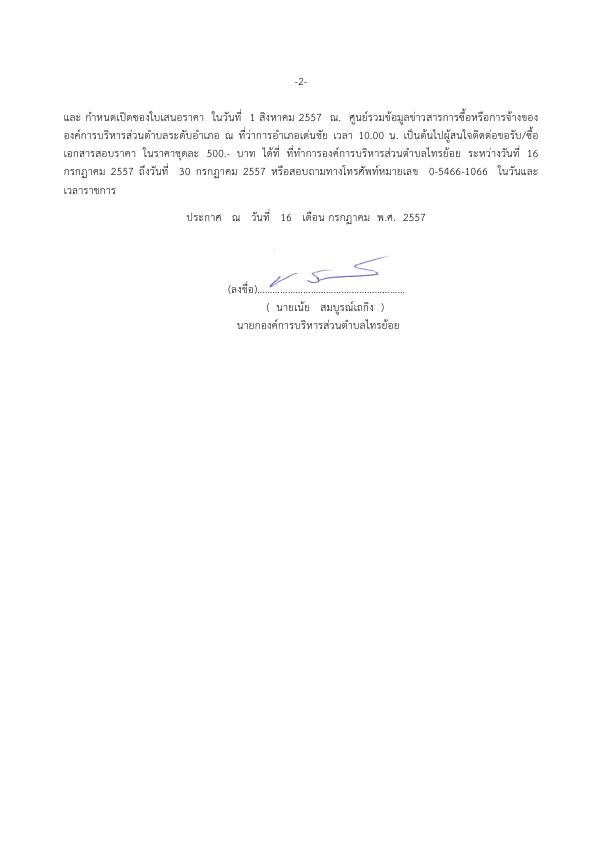 -2-
และ กำหนดเปิดซองใบเสนอราคา ในวันที่ 1 สิงหาคม 2557 ณ. ศูนย์รวมข้อมูลข่าวสารการซื้อหรือการจ้างของ
องค์การบริหารส่วนตำบลระดับอำเภอ ณ ที่ว่าการอำเภอเด่นชัย เวลา 10.00 น. เป็นต้นไปผู้สนใจติดต่อขอรับ/ซื้อ
เอกสารสอบราคา ในราคาชุดละ 500.- บาท ได้ที่ ที่ทำการองค์การบริหารส่วนตำบลไทรย้อย ระหว่างวันที่ 16
กรกฎาคม 2557 ถึงวันที่ 30 กรกฎาคม 2557 หรือสอบถามทางโทรศัพท์หมายเลข 0-5466-1066 ในวันและ
เวลาราชการ
ประกาศ ณ วันที่ 16 เดือน กรกฎาคม พ.ศ. 2557
(ลงชื่อ)..........................................................
( นายเน้ย สมบูรณ์เถกิง )
นายกองค์การบริหารส่วนตำบลไทรย้อย